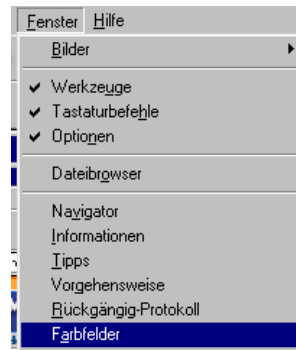 Fenster Hilfe
Bilder
Werkzeuge
Tastaturbefehle
Optionen
Dateibrowser
Navigator
Informationen
Tipps
Vorgehensweise
Rückgängig-Protokoll
Farbfelder